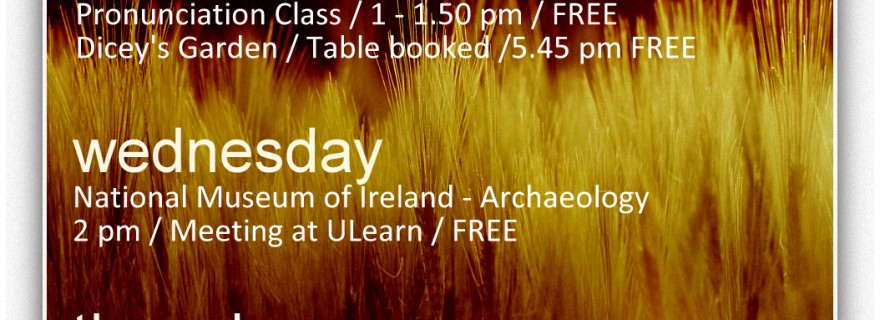 Pronunciation Class / 1 - 1.50 pm / FREE
Dicey's Garden / Table booked /5.45 pm FREE
wednesday
National Museum of Ireland - Archaeology
2 pm / Meeting at ULearn / FREE